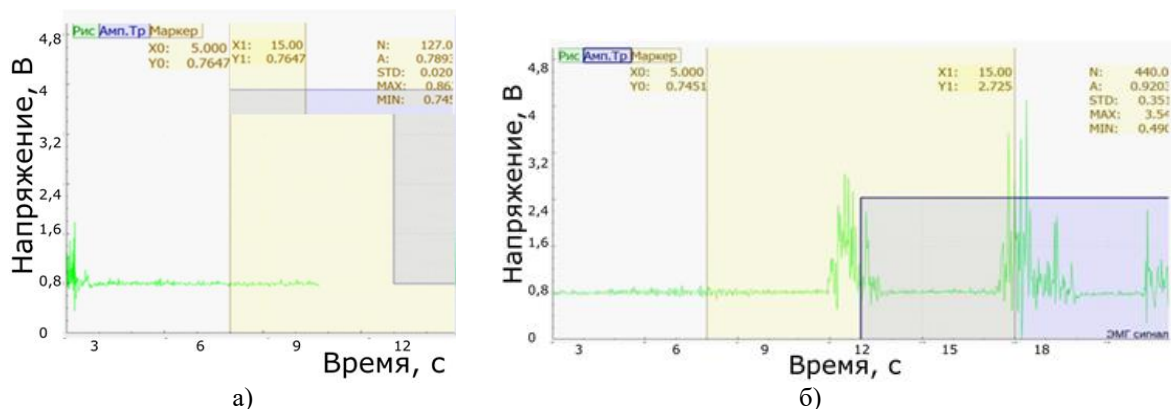 Рис Амп.Тр Маркер
X0: 5.000 X1: 15.00 N: 127.0
Y0: 0.7647 Y1: 0.7647 A: 0.7893
STD: 0.020
MAX: 0.86
MIN: 0.745
4,8
4
3,2
2,4
1,6
0,8
0
Напряжение, В
3 6 9 12
Время, с
а)
Рис Амп.Тр Маркер
X0: 5.000 X1: 15.00 N: 440.0
Y0: 0.7451 Y1: 2.725 A: 0.9203
STD: 0.351
MAX: 3.54
MIN: 0.490
4,8
4
3,2
2,4
1,6
0,8
0
Напряжение, В
ЭМГ сигнал
3 6 9 12 15 18
Время, с
б)